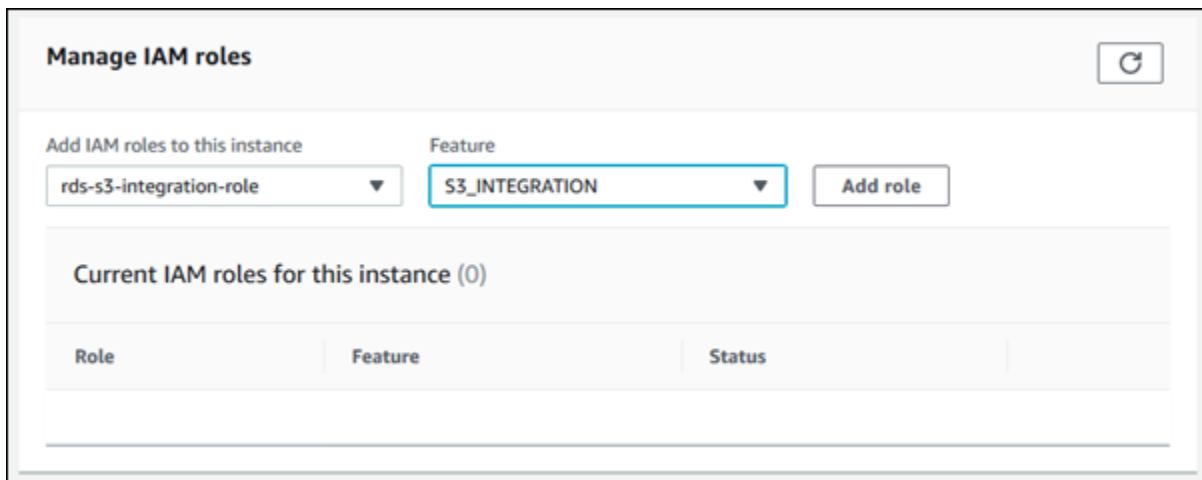 Manage IAM roles
Add IAM roles to this instance Feature
rds-s3-integration-role S3_INTEGRATION Add role
Current IAM roles for this instance (0)
Role Feature Status